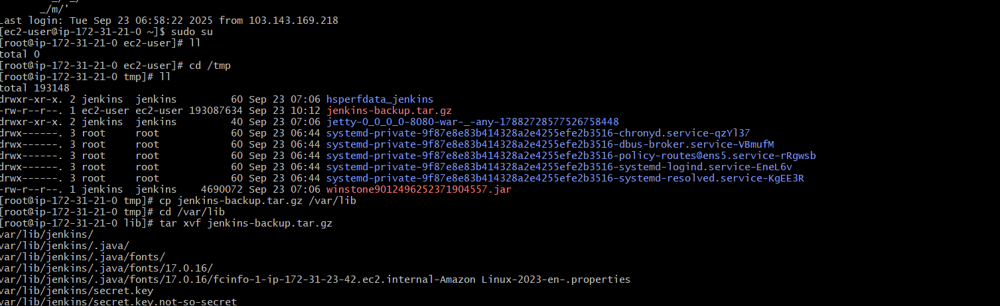 _/m/'
Last login: Tue Sep 23 06:58:22 2025 from 103.143.169.218
[ec2-user@ip-172-31-21-0 ~]$ sudo su
[root@ip-172-31-21-0 ec2-user]# ll
total 0
[root@ip-172-31-21-0 ec2-user]# cd /tmp
[root@ip-172-31-21-0 tmp]# ll
total 193148
drwxr-xr-x. 2 jenkins  jenkins         60 Sep 23 07:06 hsperfdata_jenkins
-rw-r--r--. 1 ec2-user ec2-user 193087634 Sep 23 10:12 jenkins-backup.tar.gz
drwxr-xr-x. 2 jenkins  jenkins         40 Sep 23 07:06 jetty-0_0_0_0-8080-war-_-any-17882728577526758448
drwx------. 3 root     root            60 Sep 23 06:44 systemd-private-9f87e8e83b414328a2e4255efe2b3516-chronyd.service-qzYl37
drwx------. 3 root     root            60 Sep 23 06:44 systemd-private-9f87e8e83b414328a2e4255efe2b3516-dbus-broker.service-VBmufM
drwx------. 3 root     root            60 Sep 23 06:44 systemd-private-9f87e8e83b414328a2e4255efe2b3516-policy-routes@ens5.service-rRgwsb
drwx------. 3 root     root            60 Sep 23 06:44 systemd-private-9f87e8e83b414328a2e4255efe2b3516-systemd-logind.service-EneL6v
drwx------. 3 root     root            60 Sep 23 06:44 systemd-private-9f87e8e83b414328a2e4255efe2b3516-systemd-resolved.service-KgEE3R
-rw-r--r--. 1 jenkins  jenkins    4690072 Sep 23 07:06 winstone9012496252371904557.jar
[root@ip-172-31-21-0 tmp]# cp jenkins-backup.tar.gz /var/lib
[root@ip-172-31-21-0 tmp]# cd /var/lib
[root@ip-172-31-21-0 lib]# tar xvf jenkins-backup.tar.gz
var/lib/jenkins/
var/lib/jenkins/.java/
var/lib/jenkins/.java/fonts/
var/lib/jenkins/.java/fonts/17.0.16/
var/lib/jenkins/.java/fonts/17.0.16/fcinfo-1-ip-172-31-23-42.ec2.internal-Amazon Linux-2023-en-.properties
var/lib/jenkins/secret.key
var/lib/jenkins/secret.key.not-so-secret